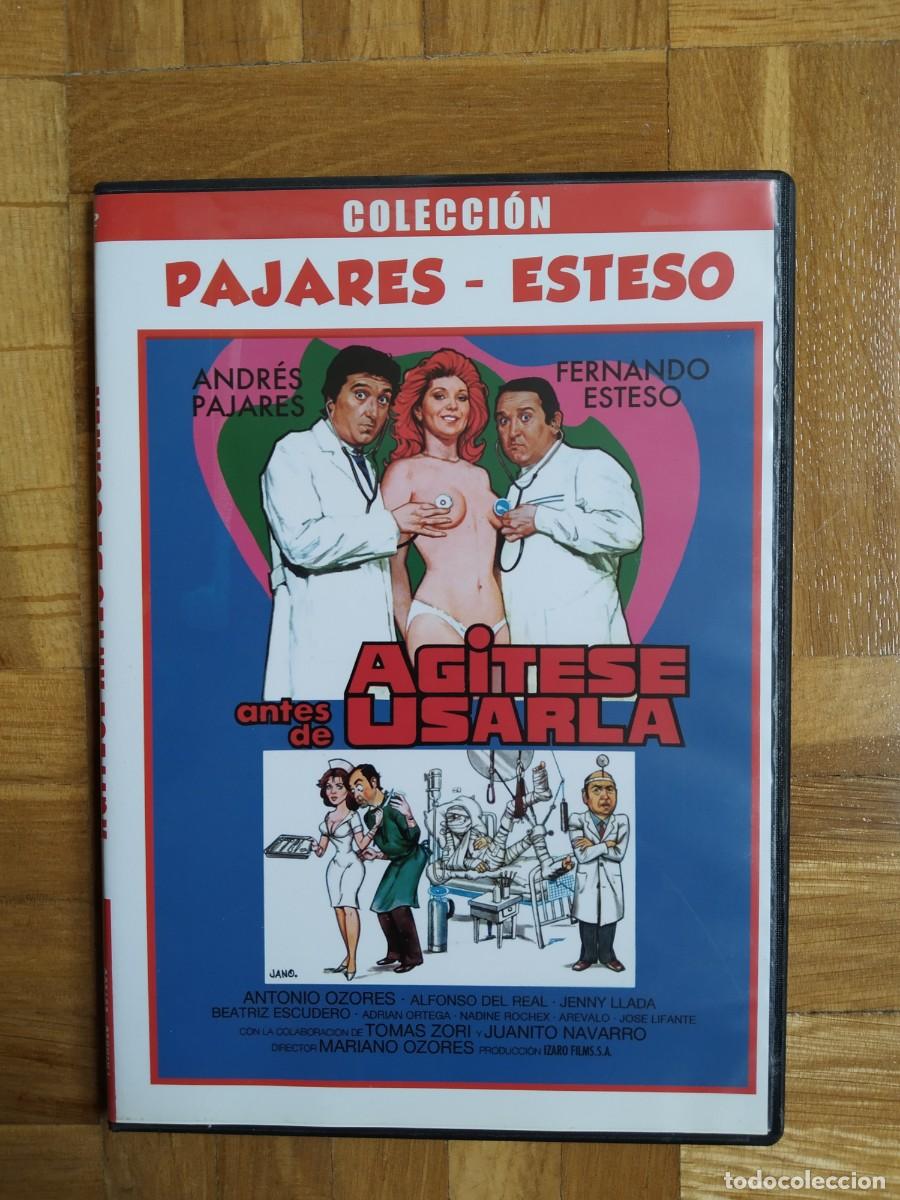 COLECCIÓN
PAJARES - ESTESO
ANDRÉS
PAJARES
FERNANDO
ESTESO
AGITESE
antes de USARLA
JANO.
ANTONIO OZORES · ALFONSO DEL REAL · JENNY LLADA
BEATRIZ ESCUDERO · ADRIAN ORTEGA · NADINE ROCHEX · AREVALO · JOSE LIFANTE
CON LA COLABORACION DE TOMAS ZORI Y JUANITO NAVARRO
DIRECTOR MARIANO OZORES PRODUCCIÓN IZARO FILMS.S.A.
todocoleccion